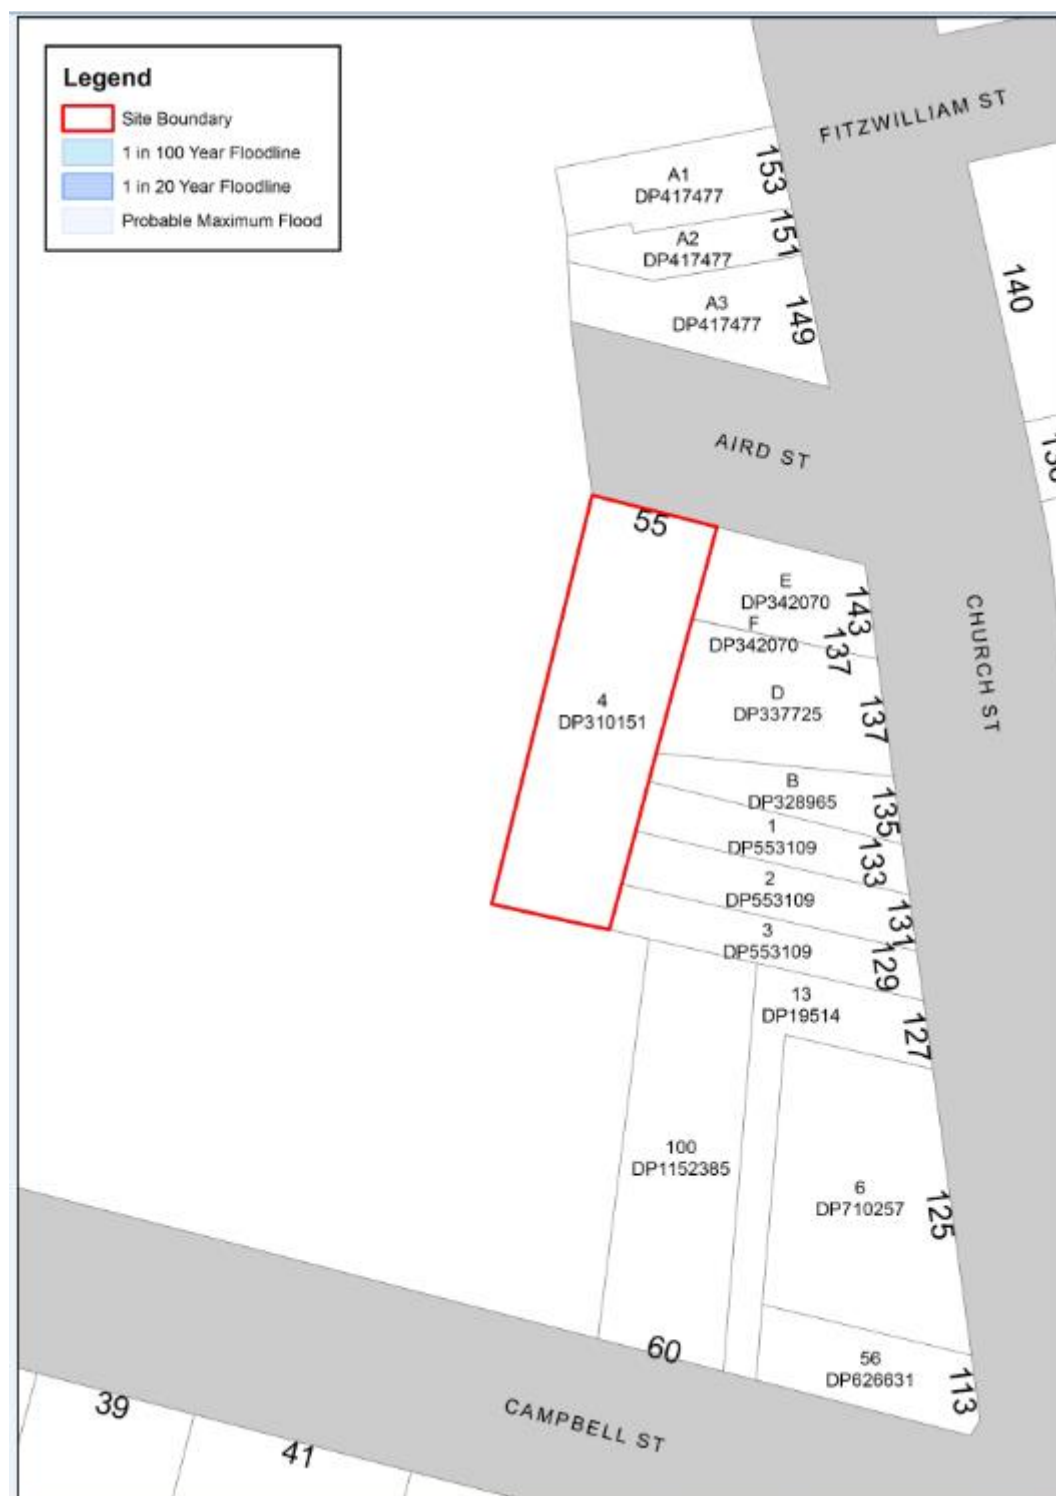 Legend
Site Boundary
1 in 100 Year Floodline
1 in 20 Year Floodline
Probable Maximum Flood
FITZWILLIAM ST
A1
DP417477
153
A2
DP417477
151
A3
DP417477
149
140
AIRD ST
55
E
DP342070
143
F
DP342070
137
CHURCH ST
4
DP310151
D
DP337725
137
B
DP328965
135
1
DP553109
133
2
DP553109
131
3
DP553109
129
13
DP19514
127
100
DP1152385
6
DP710257
125
60
56
DP626631
113
CAMPBELL ST
39
41